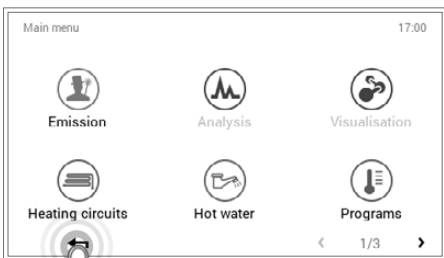 Main menu 17:00
Emission Analysis Visualisation
Heating circuits Hot water Programs
1/3